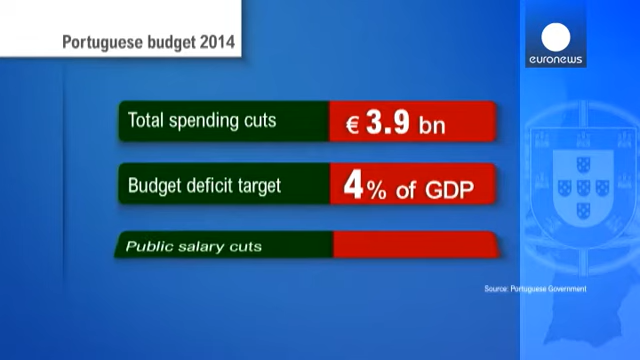 Portuguese budget 2014
euronews
Total spending cuts € 3.9 bn
Budget deficit target 4% of GDP
Public salary cuts
Source: Portuguese Government